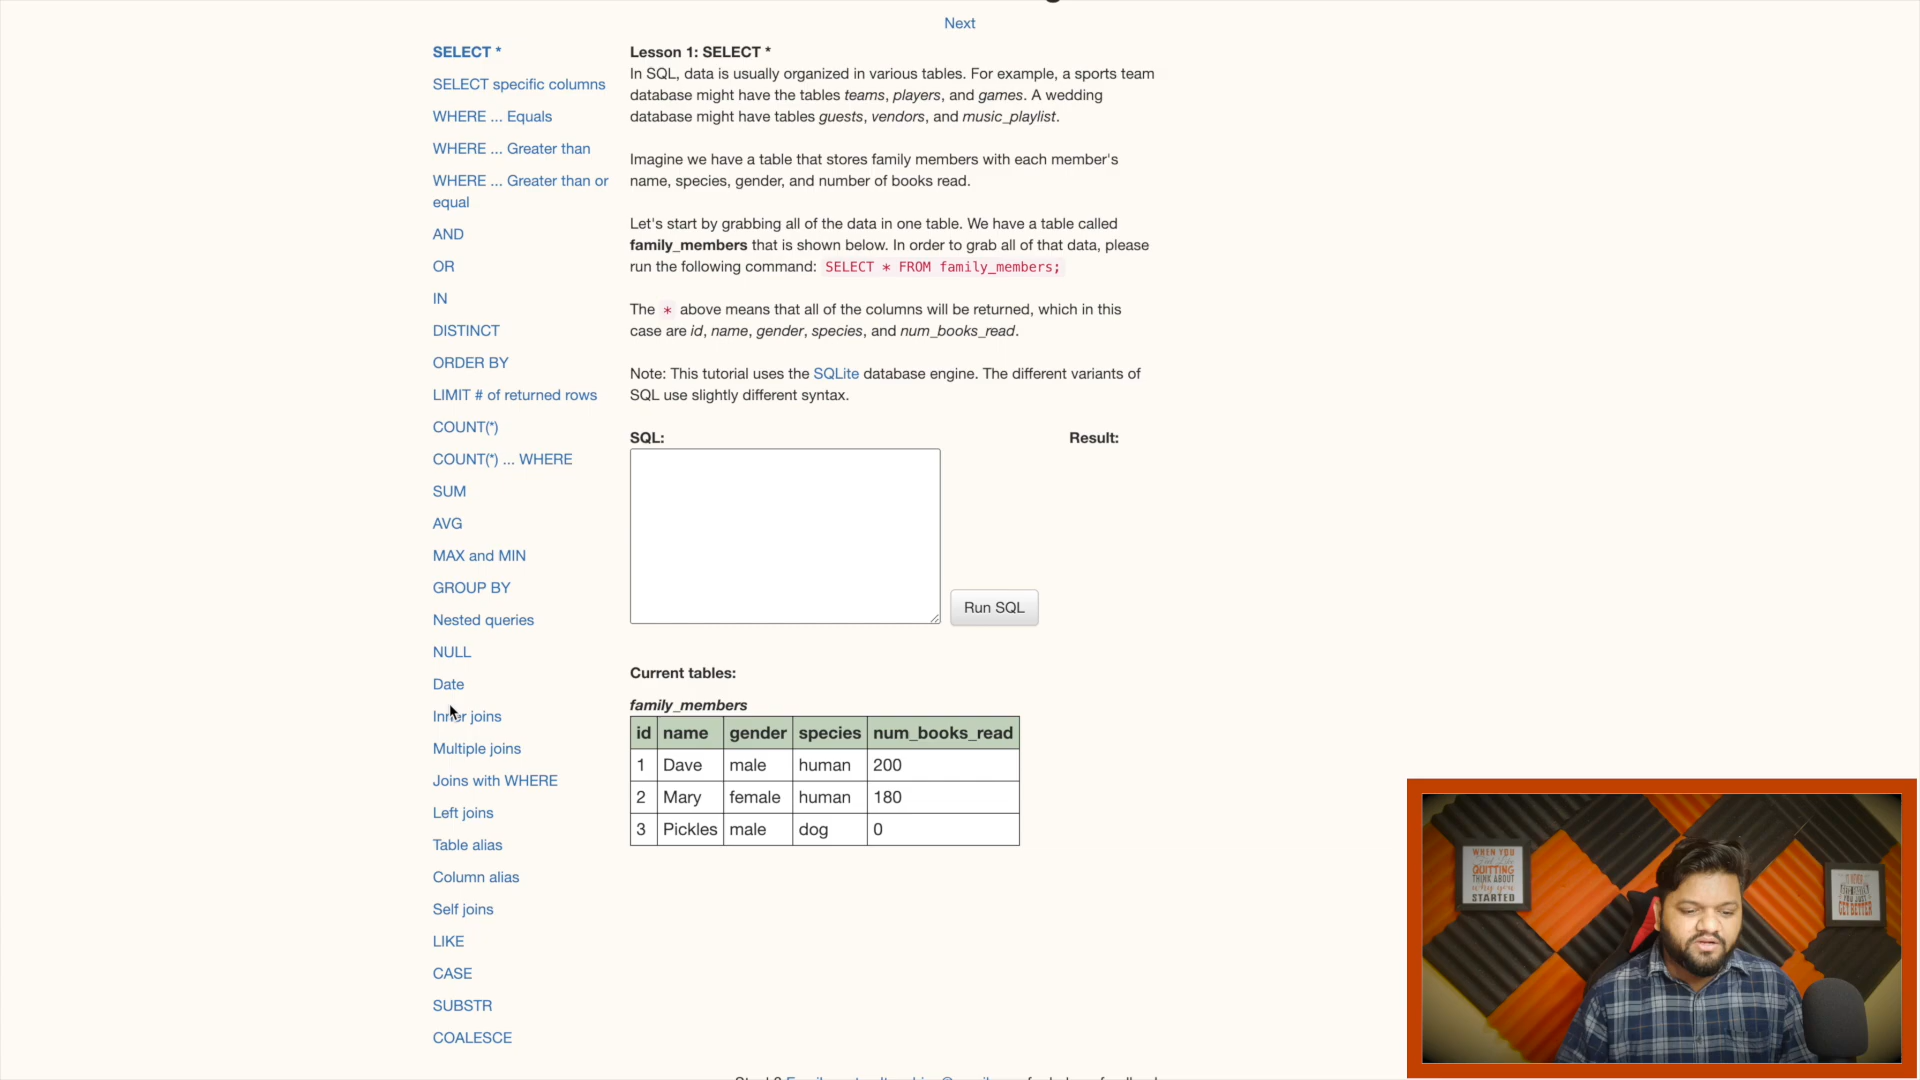 Next
SELECT *
SELECT specific columns
WHERE ... Equals
WHERE ... Greater than
WHERE ... Greater than or
equal
AND
OR
IN
DISTINCT
ORDER BY
LIMIT # of returned rows
COUNT(*)
COUNT(*) ... WHERE
SUM
AVG
MAX and MIN
GROUP BY
Nested queries
NULL
Date
Inner joins
Multiple joins
Joins with WHERE
Left joins
Table alias
Column alias
Self joins
LIKE
CASE
SUBSTR
COALESCE
Lesson 1: SELECT *
In SQL, data is usually organized in various tables. For example, a sports team
database might have the tables teams, players, and games. A wedding
database might have tables guests, vendors, and music_playlist.
Imagine we have a table that stores family members with each member's
name, species, gender, and number of books read.
Let's start by grabbing all of the data in one table. We have a table called
family_members that is shown below. In order to grab all of that data, please
run the following command: SELECT * FROM family_members;
The * above means that all of the columns will be returned, which in this
case are id, name, gender, species, and num_books_read.
Note: This tutorial uses the SQLite database engine. The different variants of
SQL use slightly different syntax.
SQL:
Result:
Run SQL
Current tables:
family_members
id name gender species num_books_read
1 Dave male human 200
2 Mary female human 180
3 Pickles male dog 0
WHEN YOU
QUITTING
THINK ABOUT
why you
STARTED
GET BETTER